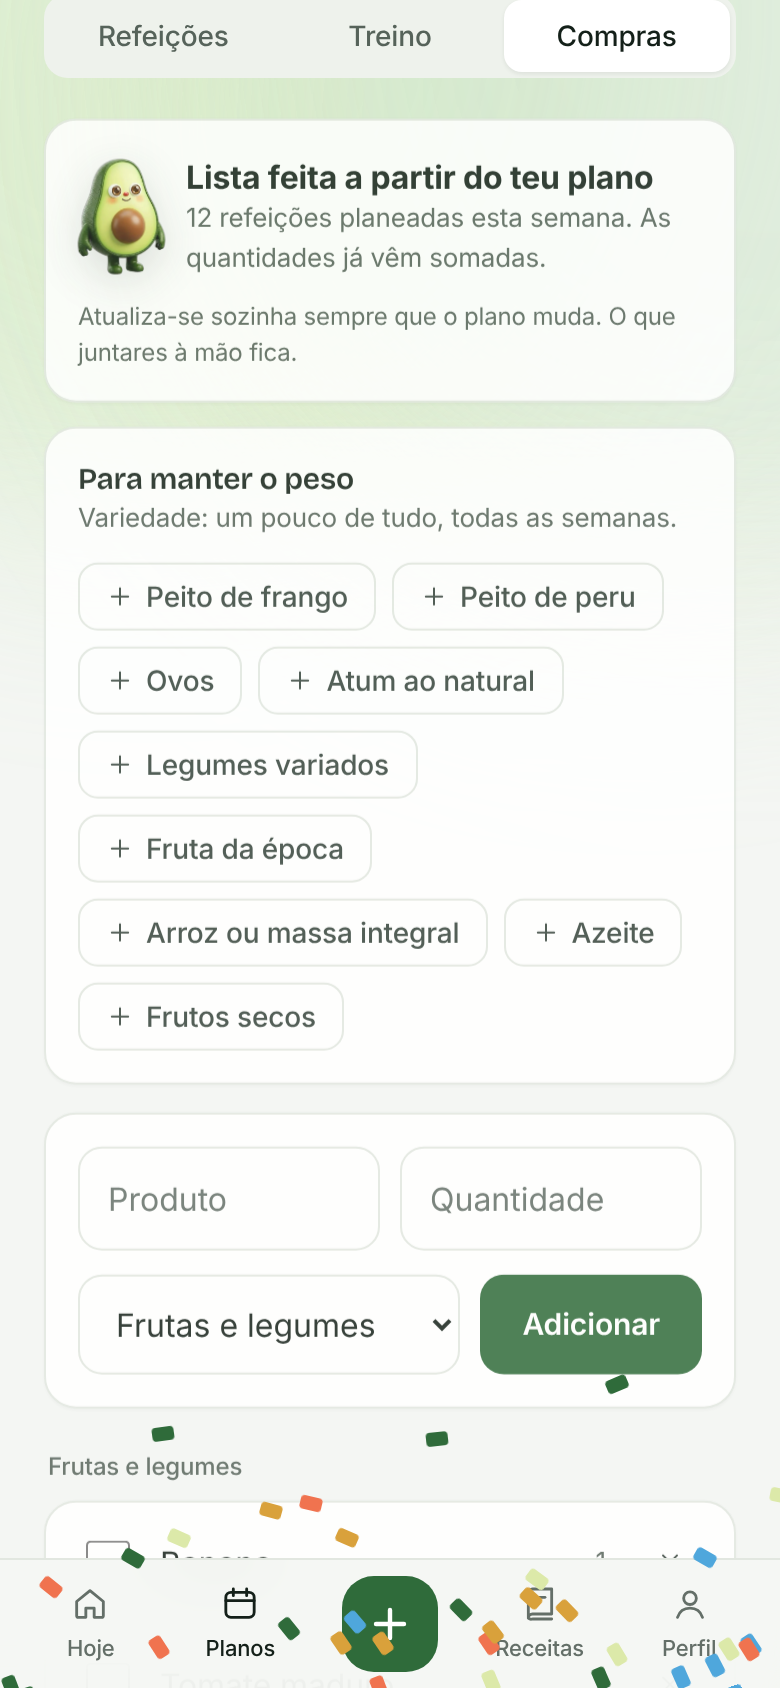 Refeições
Treino
Compras
Lista feita a partir do teu plano
12 refeições planeadas esta semana. As
quantidades já vêm somadas.
Atualiza-se sozinha sempre que o plano muda. O que
juntares à mão fica.
Para manter o peso
Variedade: um pouco de tudo, todas as semanas.
+ Peito de frango
+ Peito de peru
+ Ovos
+ Atum ao natural
+ Legumes variados
+ Fruta da época
+ Arroz ou massa integral
+ Azeite
+ Frutos secos
Produto
Quantidade
Frutas e legumes
Adicionar
Frutas e legumes
Hoje
Planos
Receitas
Perfil